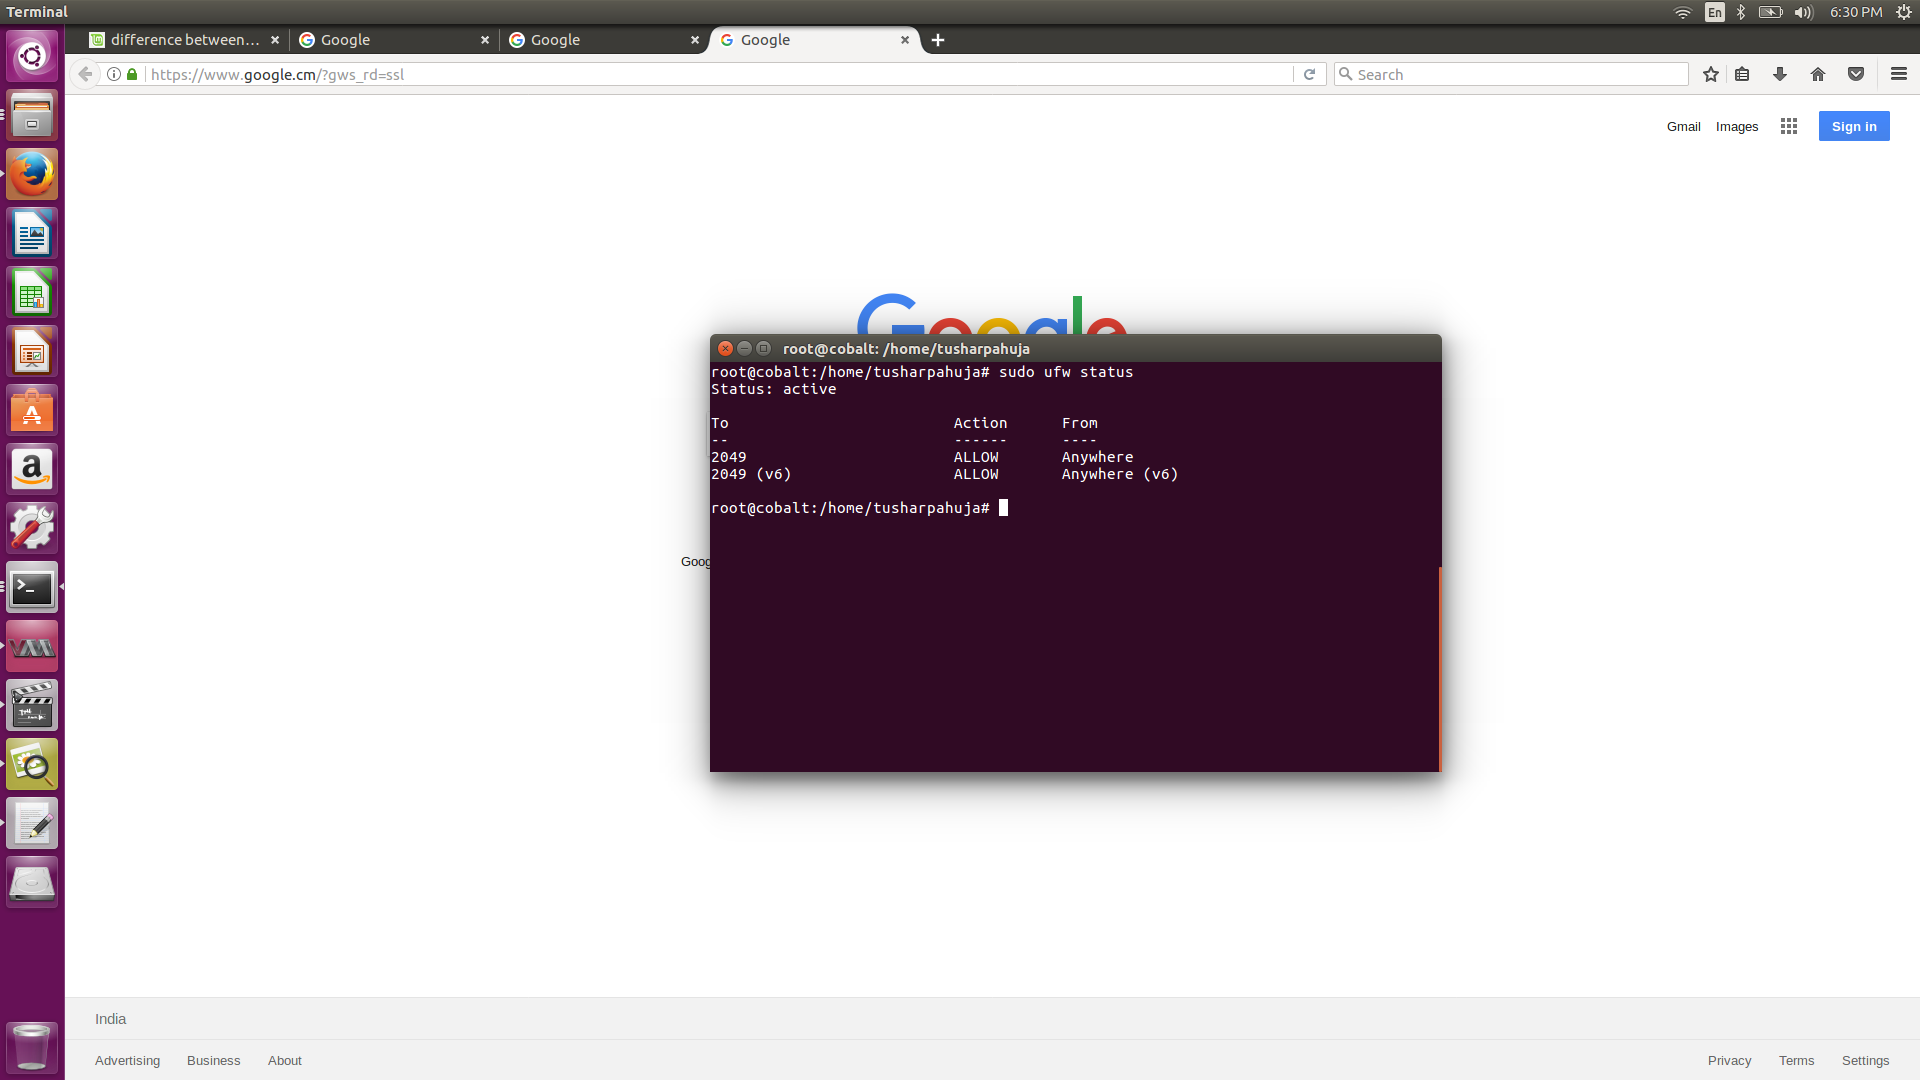 Terminal
En
6:30 PM
difference between...
Google
Google
Google
https://www.google.cm/?gws_rd=ssl
Search
Gmail Images Sign in
Google
root@cobalt: /home/tusharpahuja
root@cobalt:/home/tusharpahuja# sudo ufw status
Status: active
To Action From
-- ------ ----
2049 ALLOW Anywhere
2049 (v6) ALLOW Anywhere (v6)
root@cobalt:/home/tusharpahuja#
Goog
India
Advertising Business About
Privacy Terms Settings